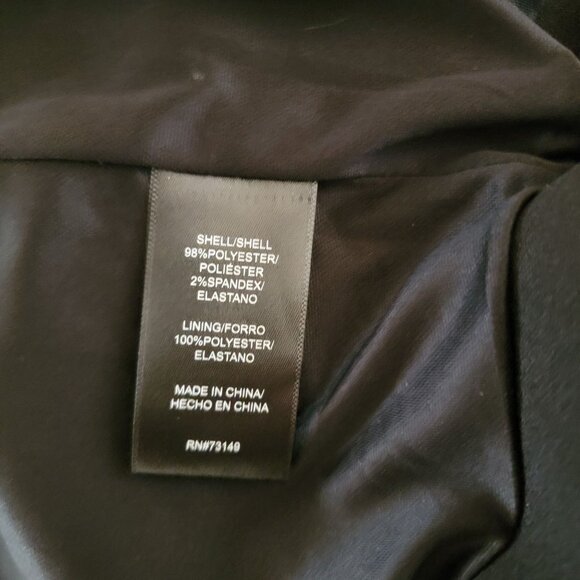 SHELL/SHELL
98%POLYESTER/
POLIÉSTER
2%SPANDEX/
ELASTANO
LINING/FORRO
100%POLYESTER/
ELASTANO
MADE IN CHINA/
HECHO EN CHINA
RN#73149